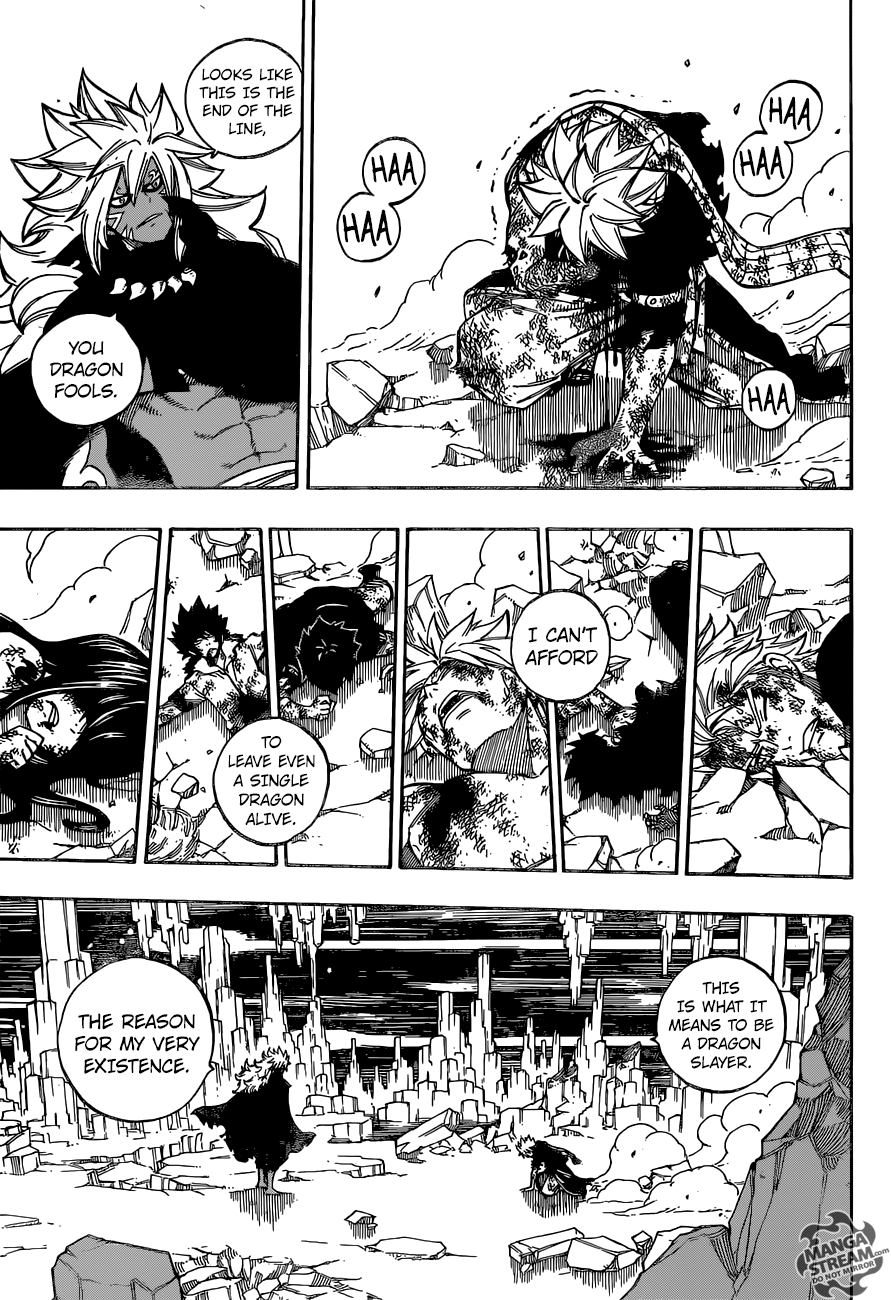 HAA
HAA
HAA
HAA
HAA
LOOKS LIKE
THIS IS THE
END OF THE
LINE,
YOU
DRAGON
FOOLS.
I CAN'T
AFFORD
TO
LEAVE EVEN
A SINGLE
DRAGON
ALIVE.
THIS
IS WHAT IT
MEANS TO BE
A DRAGON
SLAYER.
THE REASON
FOR MY VERY
EXISTENCE.
MANGA
STREAM.com
DO NOT MIRROR